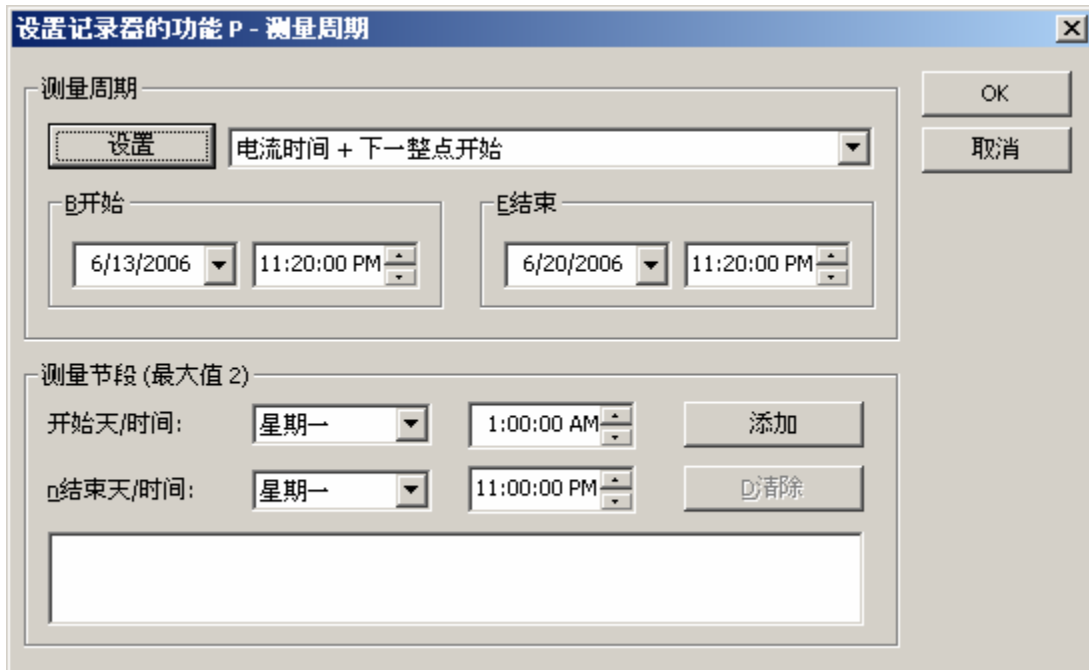 设置记录器的功能 P - 测量周期
测量周期
设置
电流时间 + 下一整点开始
B开始
6/13/2006
11:20:00 PM
E结束
6/20/2006
11:20:00 PM
OK
取消
测量节段 (最大值 2)
开始天/时间:
星期一
1:00:00 AM
添加
n结束天/时间:
星期一
11:00:00 PM
D清除